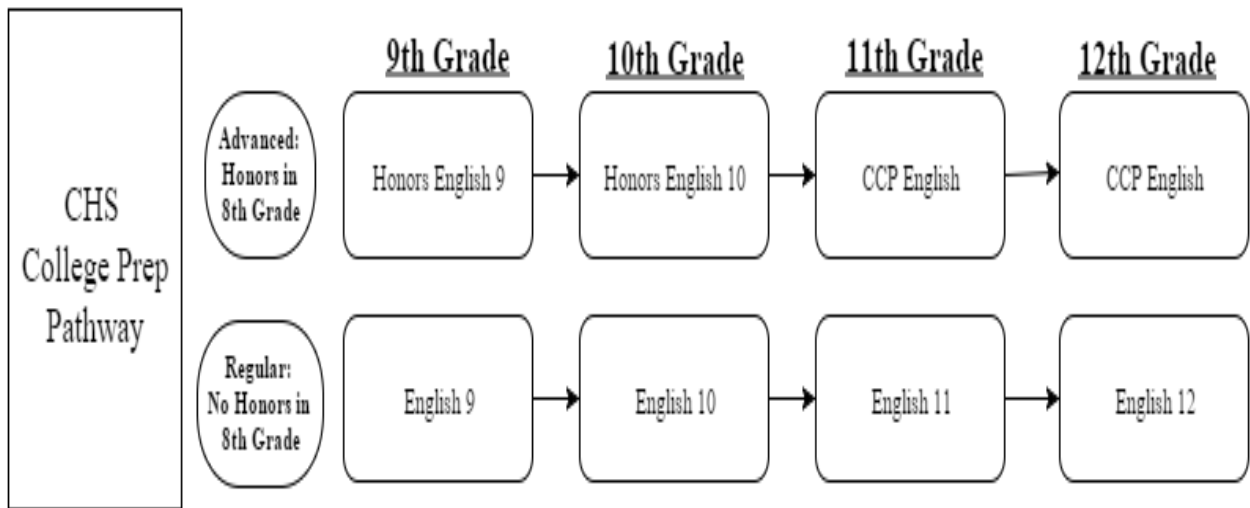 CHS
College Prep
Pathway
9th Grade
10th Grade
11th Grade
12th Grade
Advanced:
Honors in
8th Grade
Honors English 9
Honors English 10
CCP English
CCP English
Regular:
No Honors in
8th Grade
English 9
English 10
English 11
English 12